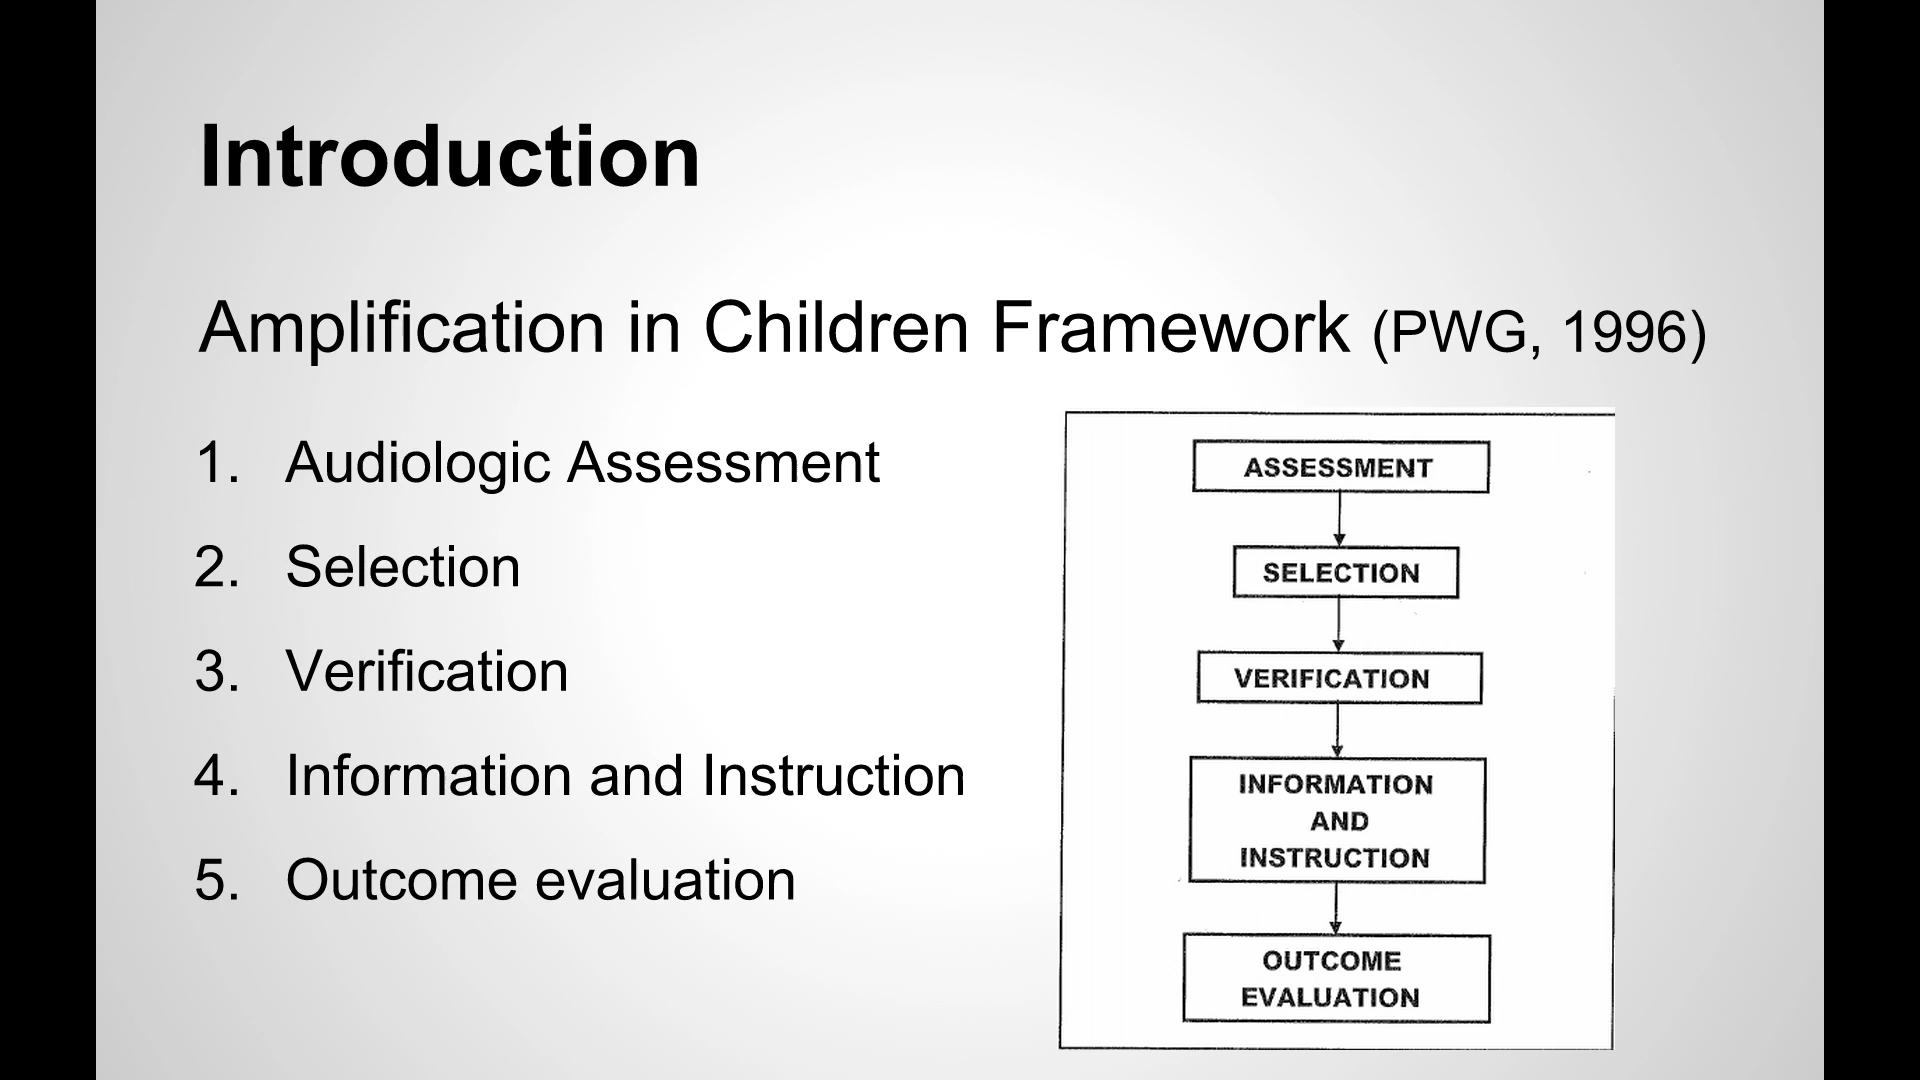 Introduction
Amplification in Children Framework (PWG, 1996)
1. Audiologic Assessment
2. Selection
3. Verification
4. Information and Instruction
5. Outcome evaluation
ASSESSMENT
SELECTION
VERIFICATION
INFORMATION
AND
INSTRUCTION
OUTCOME
EVALUATION